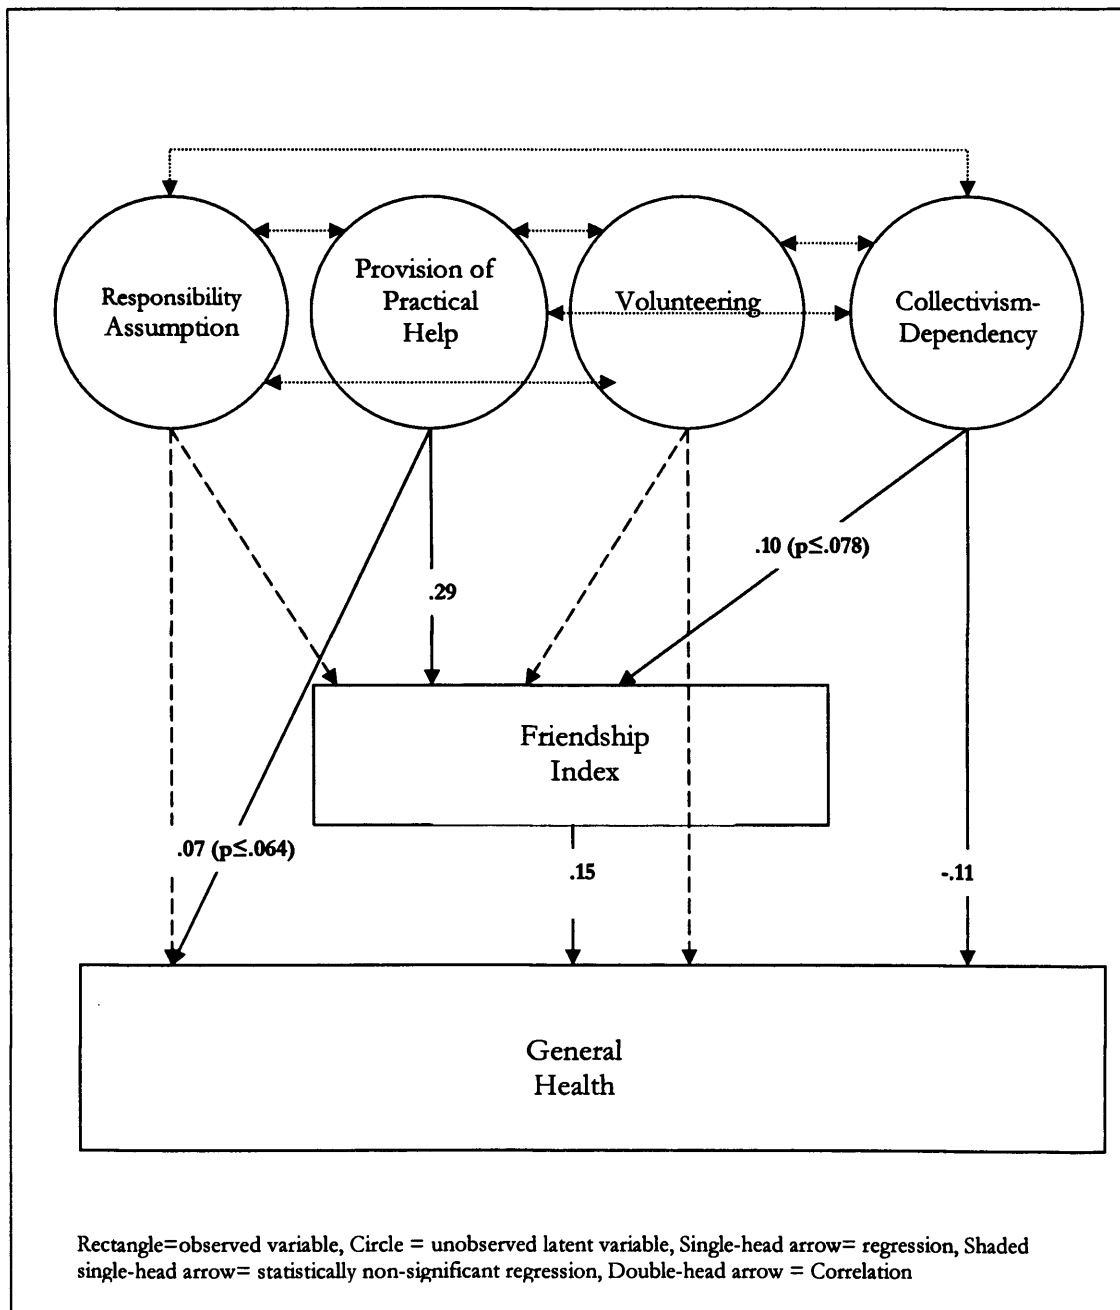 Responsibility
Assumption
Provision of
Practical
Help
Volunteering
Collectivism-
Dependency
.10 (p≤.078)
.29
Friendship
Index
.07 (p≤.064)
.15
-.11
General
Health
Rectangle=observed variable, Circle = unobserved latent variable, Single-head arrow= regression, Shaded
single-head arrow= statistically non-significant regression, Double-head arrow = Correlation